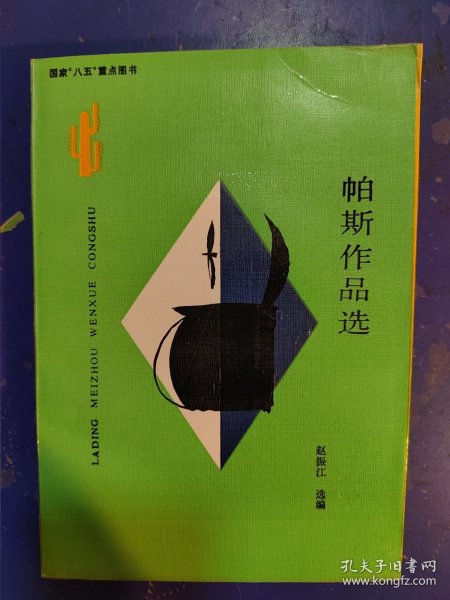 国家“八五”重点图书
LADING MEIZHOU WENXUE CONGSHU
帕斯作品选
赵振江 选编
孔夫子旧书网
www.kongfz.com